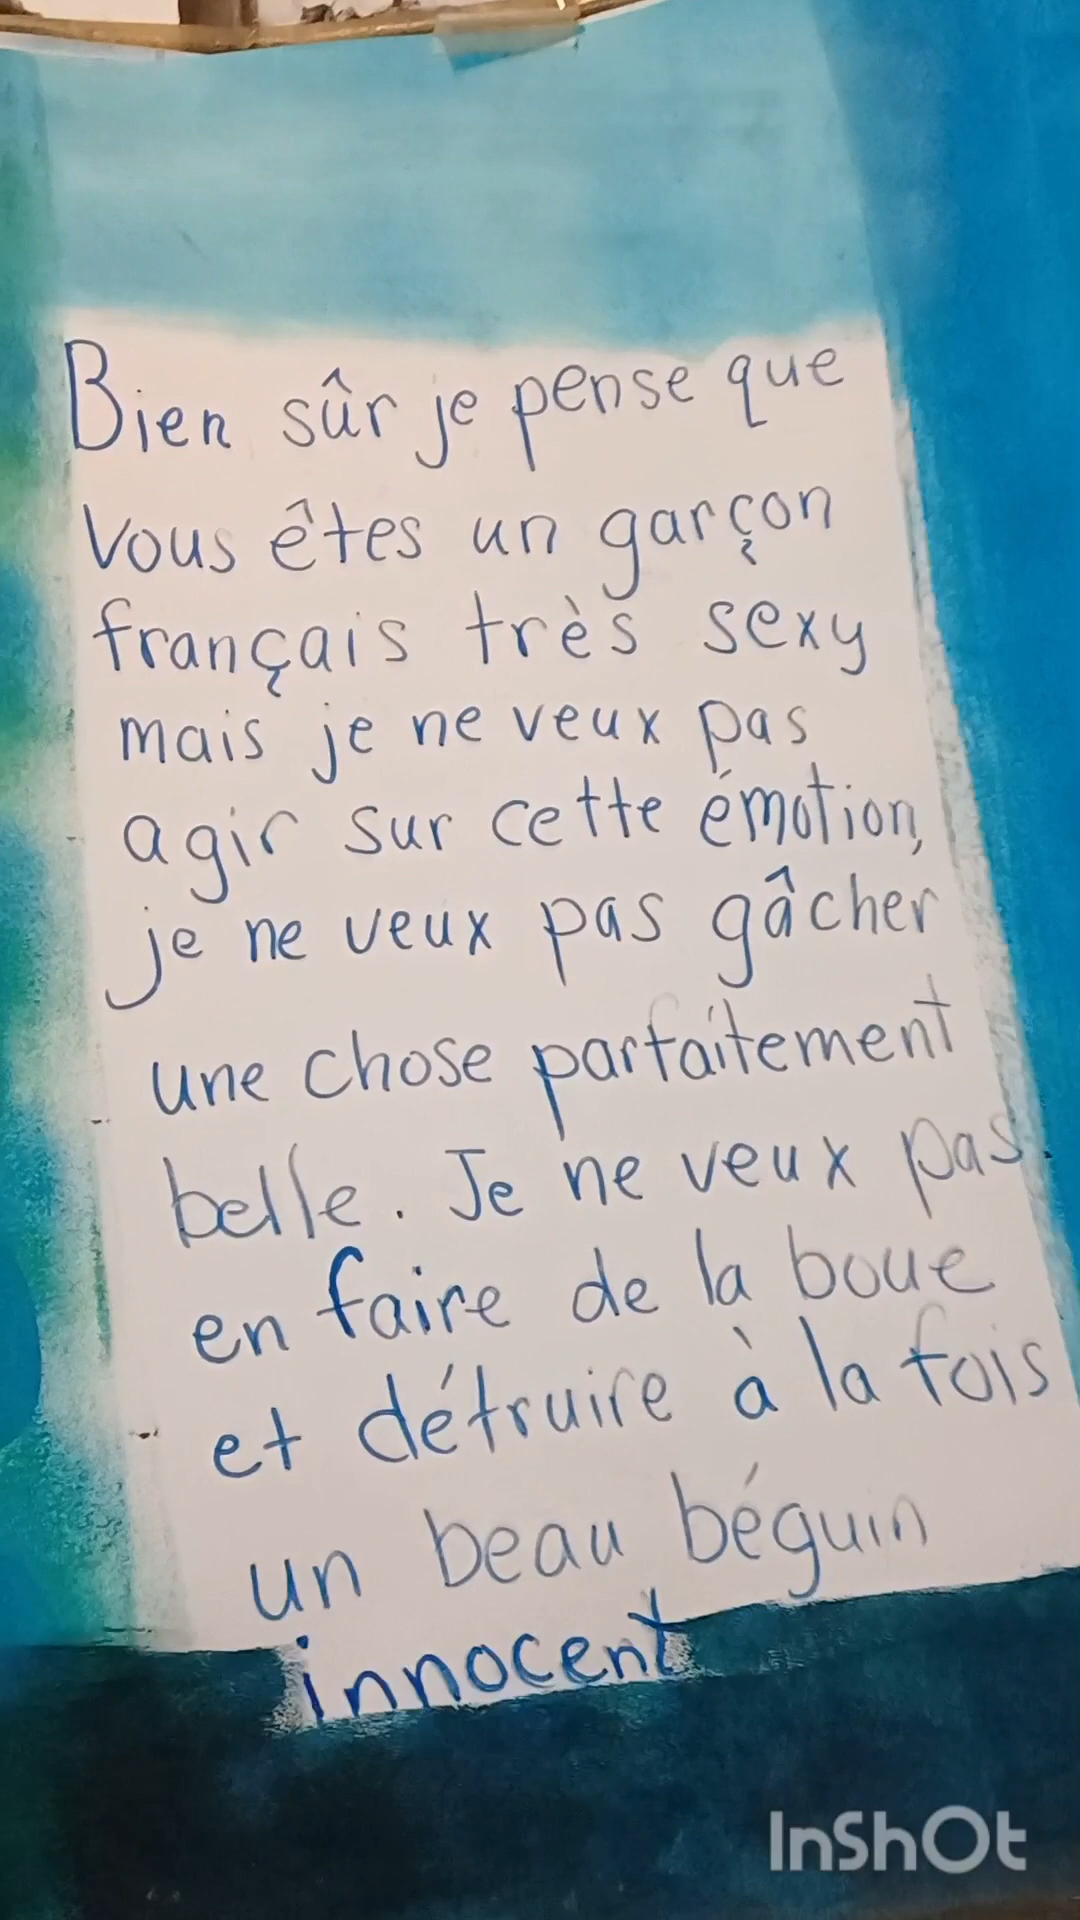 Bien sûr je pense que
Vous êtes un garçon
français très sexy
mais je ne veux pas
agir sur cette émotion,
je ne veux pas gâcher
une chose parfaitement
belle. Je ne veux pas
en faire de la boue
et détruire à la fois
un beau béguin
innocent
InShOt